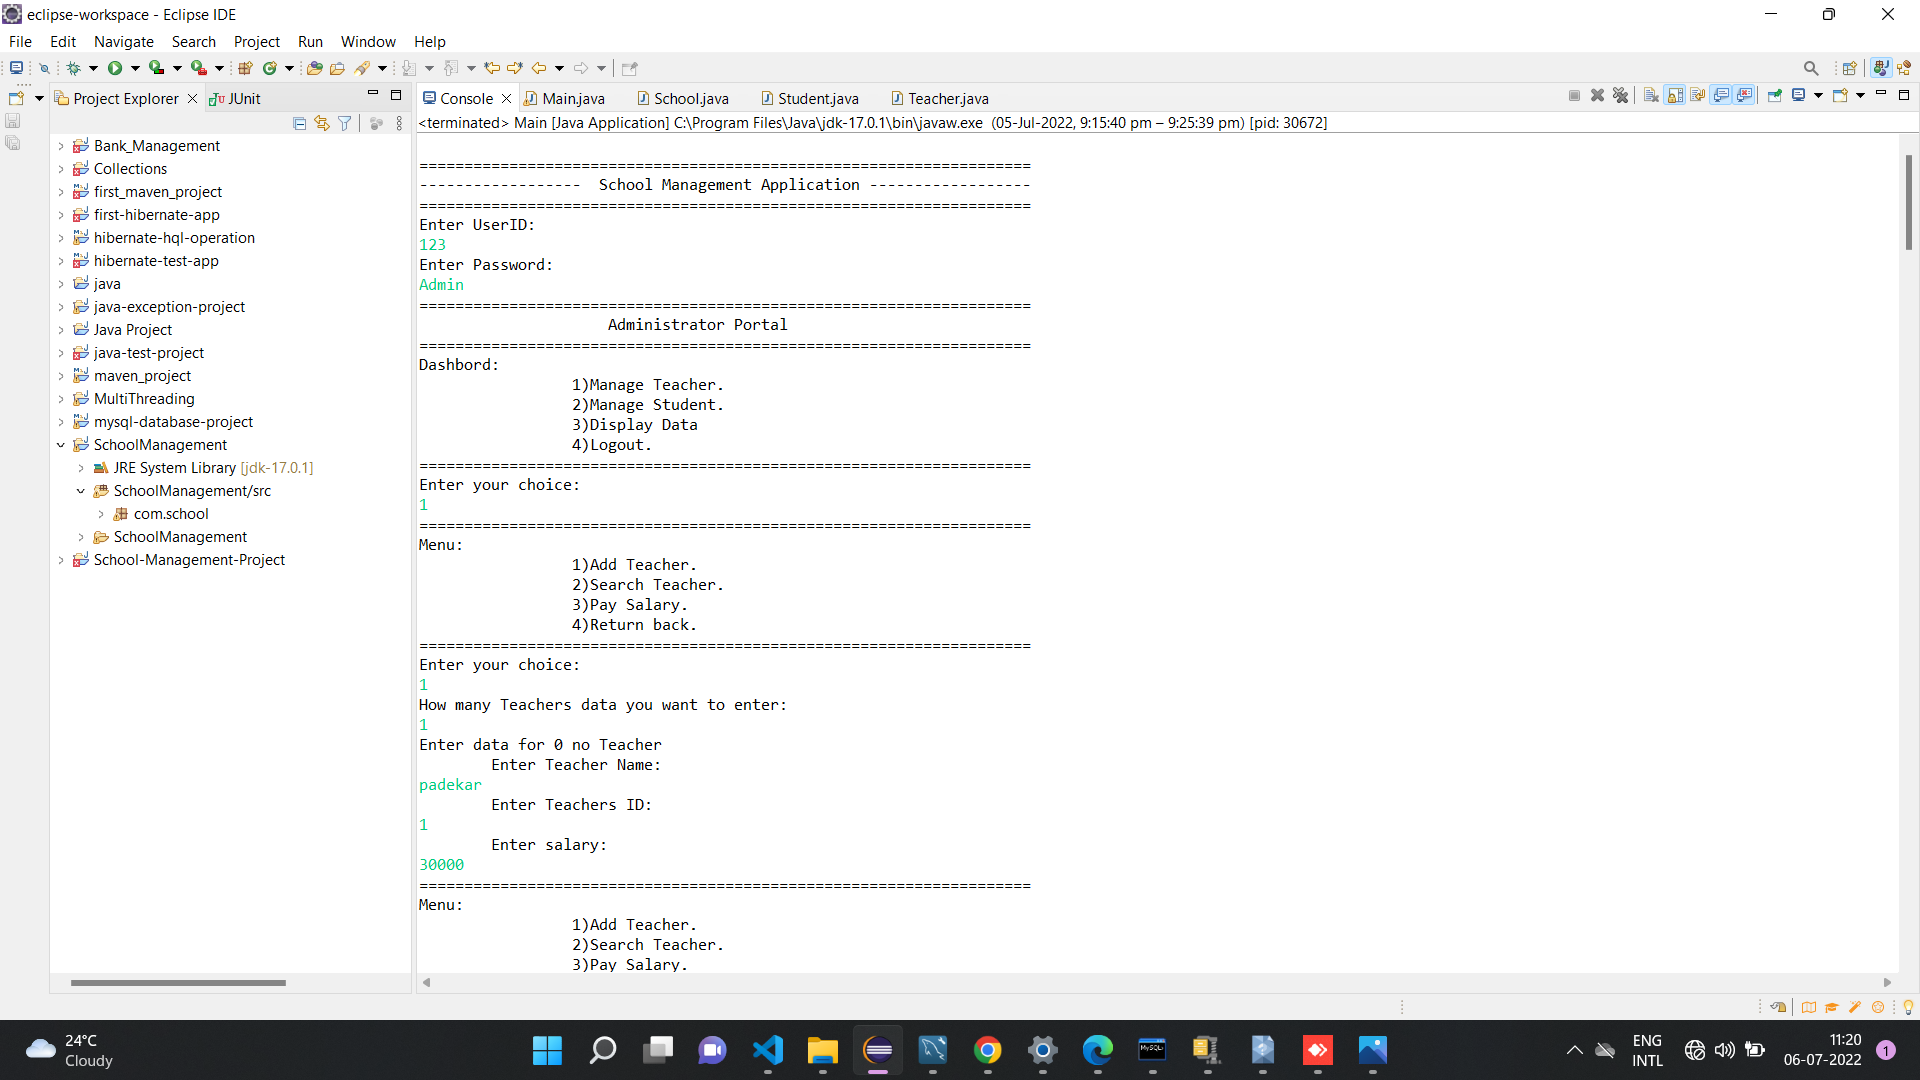 eclipse-workspace - Eclipse IDE
File Edit Navigate Search Project Run Window Help
Project Explorer JUnit
Console Main.java School.java Student.java Teacher.java
<terminated> Main [Java Application] C:\Program Files\Java\jdk-17.0.1\bin\javaw.exe (05-Jul-2022, 9:15:40 pm – 9:25:39 pm) [pid: 30672]
Bank_Management
Collections
first_maven_project
first-hibernate-app
hibernate-hql-operation
hibernate-test-app
java
java-exception-project
Java Project
java-test-project
maven_project
MultiThreading
mysql-database-project
SchoolManagement
JRE System Library [jdk-17.0.1]
SchoolManagement/src
com.school
SchoolManagement
School-Management-Project
====================================================================
------------------  School Management Application ------------------
====================================================================
Enter UserID:
123
Enter Password:
Admin
====================================================================
Administrator Portal
====================================================================
Dashbord:
1)Manage Teacher.
2)Manage Student.
3)Display Data
4)Logout.
====================================================================
Enter your choice:
1
====================================================================
Menu:
1)Add Teacher.
2)Search Teacher.
3)Pay Salary.
4)Return back.
====================================================================
Enter your choice:
1
How many Teachers data you want to enter:
1
Enter data for 0 no Teacher
Enter Teacher Name:
padekar
Enter Teachers ID:
1
Enter salary:
30000
====================================================================
Menu:
1)Add Teacher.
2)Search Teacher.
3)Pay Salary.
24°C
Cloudy
MySQL
ENG
INTL
11:20
06-07-2022
1